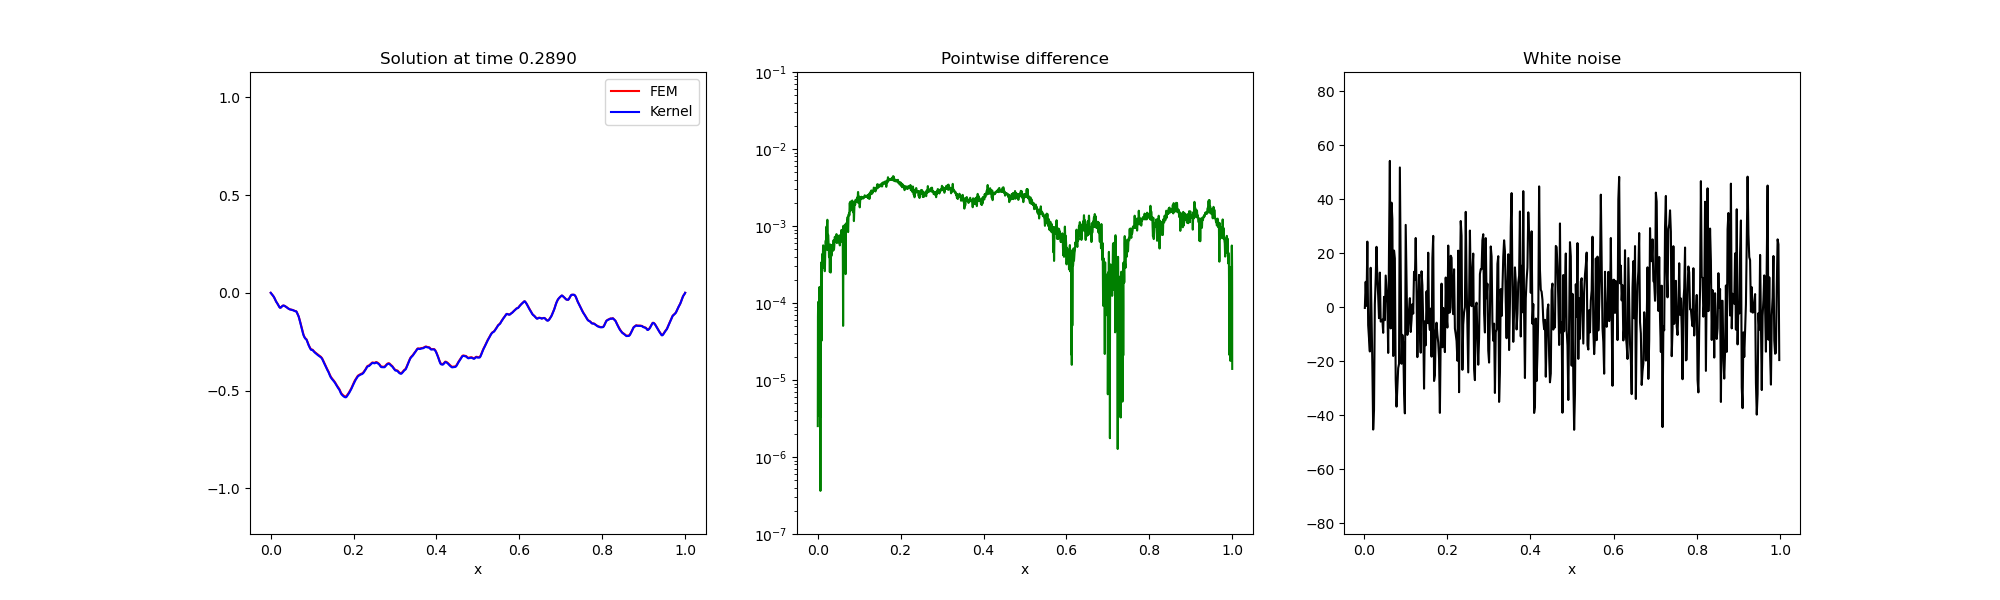 Solution at time 0.2890
1.0
0.5
0.0
−0.5
−1.0
0.0 0.2 0.4 0.6 0.8 1.0
x
FEM
Kernel
Pointwise difference
10⁻¹
10⁻²
10⁻³
10⁻⁴
10⁻⁵
10⁻⁶
10⁻⁷
0.0 0.2 0.4 0.6 0.8 1.0
x
White noise
80
60
40
20
0
−20
−40
−60
−80
0.0 0.2 0.4 0.6 0.8 1.0
x